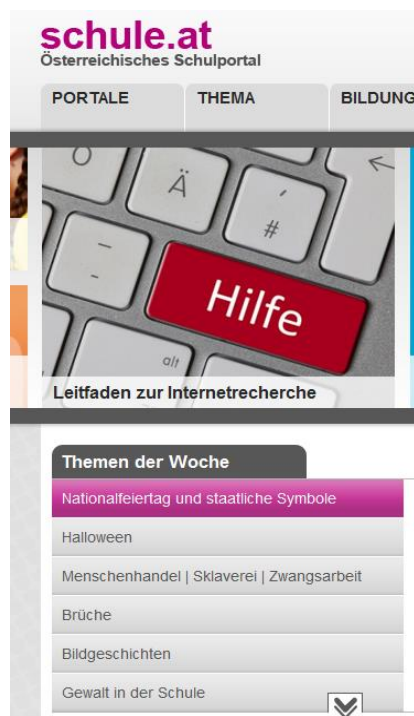 schule.at
Österreichisches Schulportal
PORTALE THEMA BILDUNG
Ö Ä ' #
Hilfe
alt
Leitfaden zur Internetrecherche
Themen der Woche
Nationalfeiertag und staatliche Symbole
Halloween
Menschenhandel | Sklaverei | Zwangsarbeit
Brüche
Bildgeschichten
Gewalt in der Schule